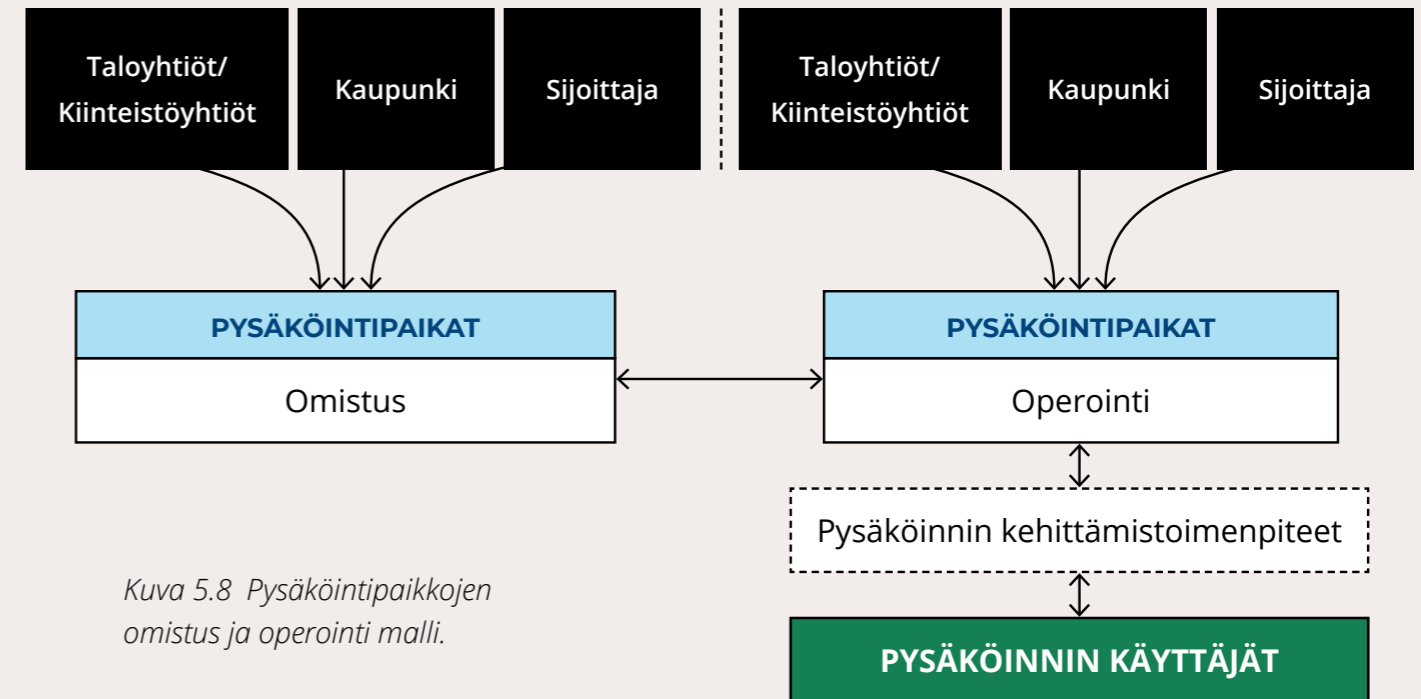 Taloyhtiöt/
Kiinteistöyhtiöt
Kaupunki
Sijoittaja
Taloyhtiöt/
Kiinteistöyhtiöt
Kaupunki
Sijoittaja
PYSÄKÖINTIPAIKAT
Omistus
PYSÄKÖINTIPAIKAT
Operointi
Pysäköinnin kehittämistoimenpiteet
PYSÄKÖINNIN KÄYTTÄJÄT
Kuva 5.8 Pysäköintipaikkojen
omistus ja operointi malli.